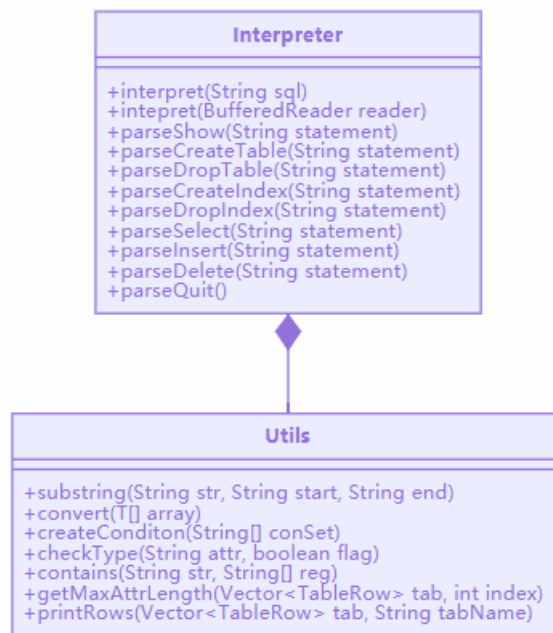 Interpreter
+interpret(String sql)
+intepret(BufferedReader reader)
+parseShow(String statement)
+parseCreateTable(String statement)
+parseDropTable(String statement)
+parseCreateIndex(String statement)
+parseDropIndex(String statement)
+parseSelect(String statement)
+parseInsert(String statement)
+parseDelete(String statement)
+parseQuit()
Utils
+substring(String str, String start, String end)
+convert(T[] array)
+createConditon(String[] conSet)
+checkType(String attr, boolean flag)
+contains(String str, String[] reg)
+getMaxAttrLength(Vector<TableRow> tab, int index)
+printRows(Vector<TableRow> tab, String tabName)